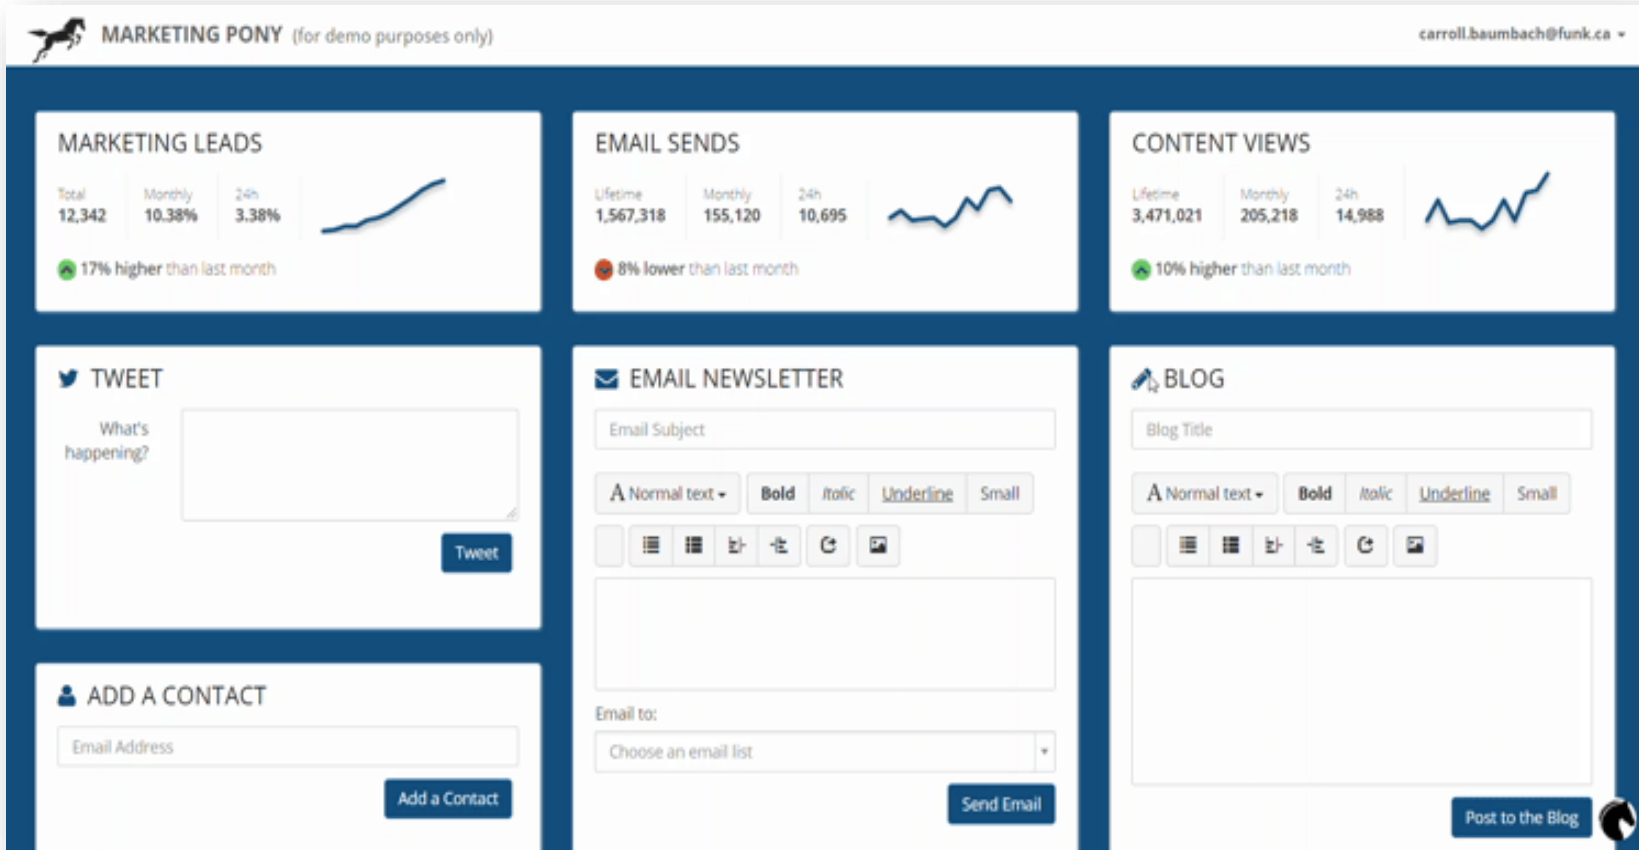 MARKETING PONY (for demo purposes only)
carroll.baumbach@funk.ca
MARKETING LEADS
Total Monthly 24h
12,342 10.38% 3.38%
17% higher than last month
EMAIL SENDS
Lifetime Monthly 24h
1,567,318 155,120 10,695
8% lower than last month
CONTENT VIEWS
Lifetime Monthly 24h
3,471,021 205,218 14,988
10% higher than last month
TWEET
What's
happening?
Tweet
ADD A CONTACT
Email Address
Add a Contact
EMAIL NEWSLETTER
Email Subject
A Normal text Bold Italic Underline Small
Email to:
Choose an email list
Send Email
BLOG
Blog Title
A Normal text Bold Italic Underline Small
Post to the Blog